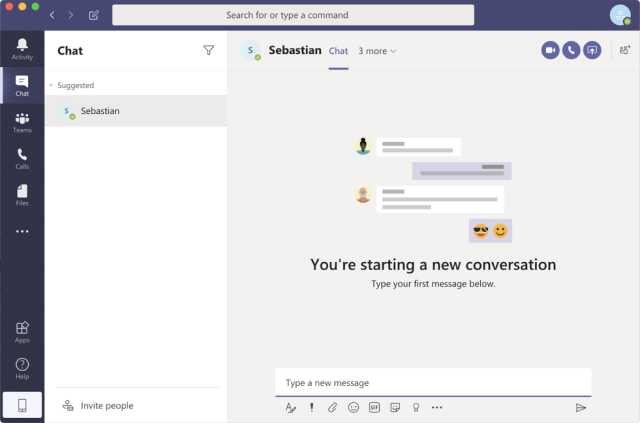 Search for or type a command
Activity
Chat
Teams
Calls
Files
Apps
Help
Chat
Suggested
S
Sebastian
Invite people
S
Sebastian
Chat
3 more
You're starting a new conversation
Type your first message below.
Type a new message
GIF